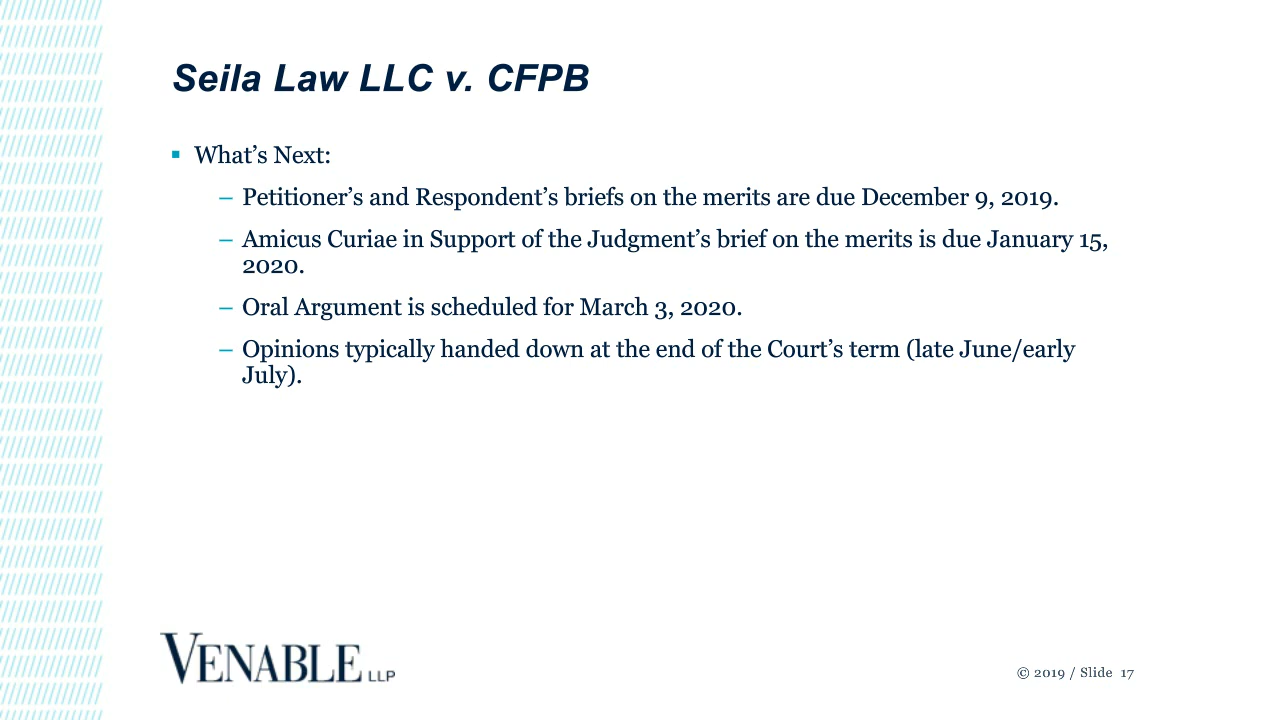 Seila Law LLC v. CFPB
▪ What’s Next:
– Petitioner’s and Respondent’s briefs on the merits are due December 9, 2019.
– Amicus Curiae in Support of the Judgment’s brief on the merits is due January 15,
2020.
– Oral Argument is scheduled for March 3, 2020.
– Opinions typically handed down at the end of the Court’s term (late June/early
July).
VENABLE LLP
© 2019 / Slide 17